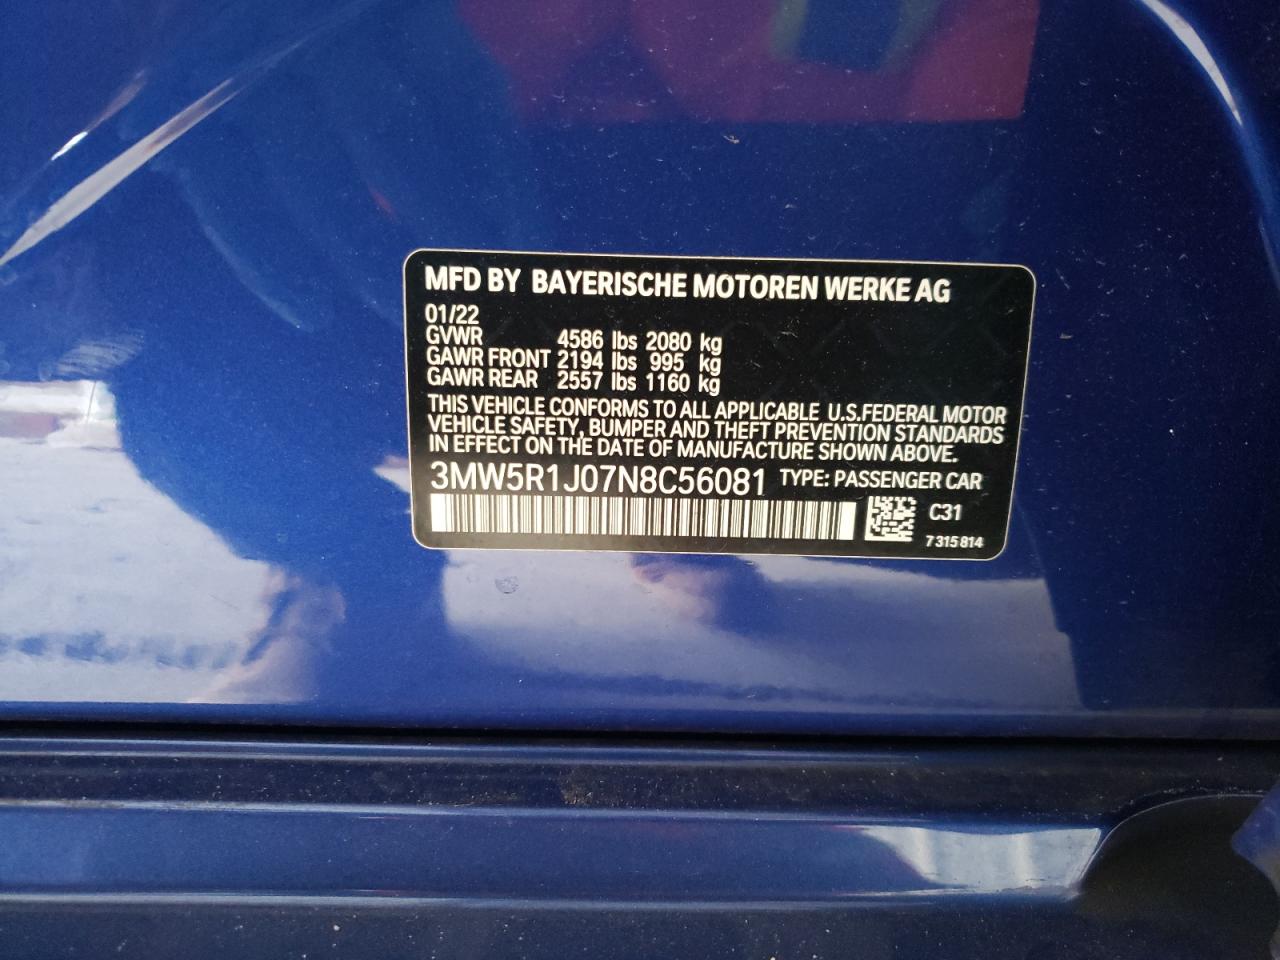 MFD BY BAYERISCHE MOTOREN WERKE AG
01/22
GVWR 4586 lbs 2080 kg
GAWR FRONT 2194 lbs 995 kg
GAWR REAR 2557 lbs 1160 kg
THIS VEHICLE CONFORMS TO ALL APPLICABLE U.S.FEDERAL MOTOR
VEHICLE SAFETY, BUMPER AND THEFT PREVENTION STANDARDS
IN EFFECT ON THE DATE OF MANUFACTURE SHOWN ABOVE.
3MW5R1J07N8C56081 TYPE: PASSENGER CAR
C31
7 315 814